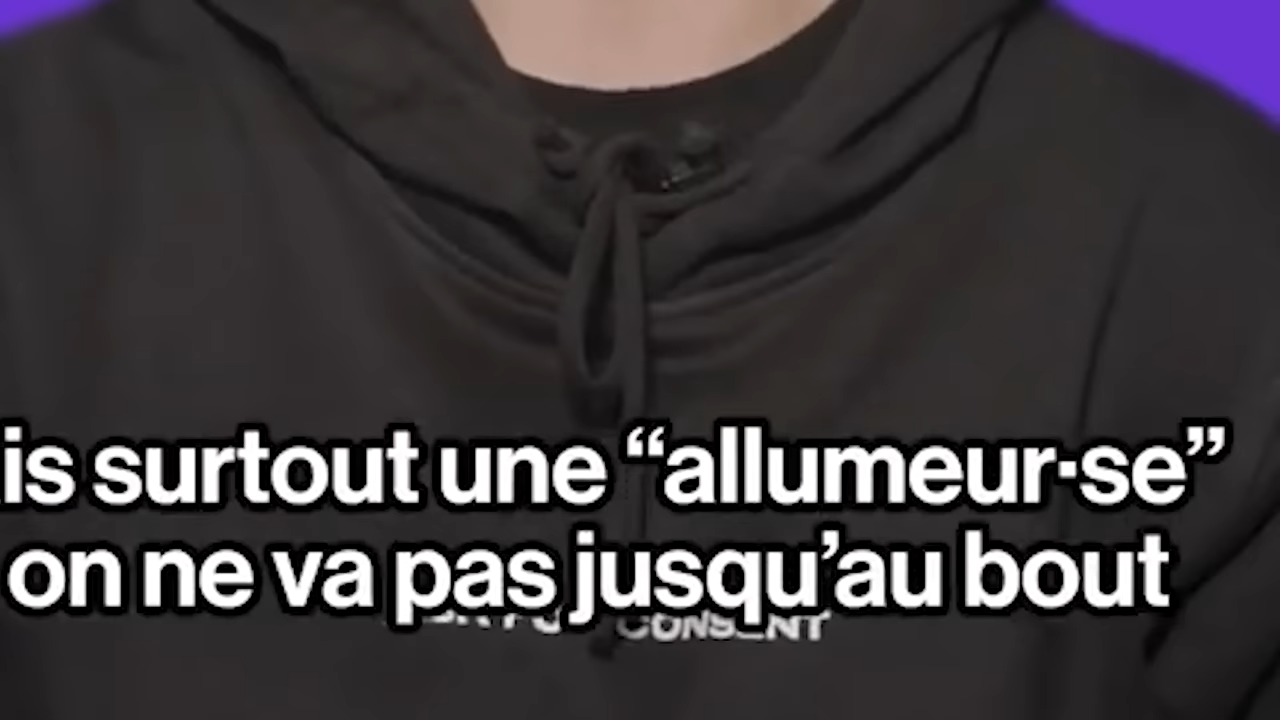 is surtout une “allumeur·se”
on ne va pas jusqu’au bout
CONSENT